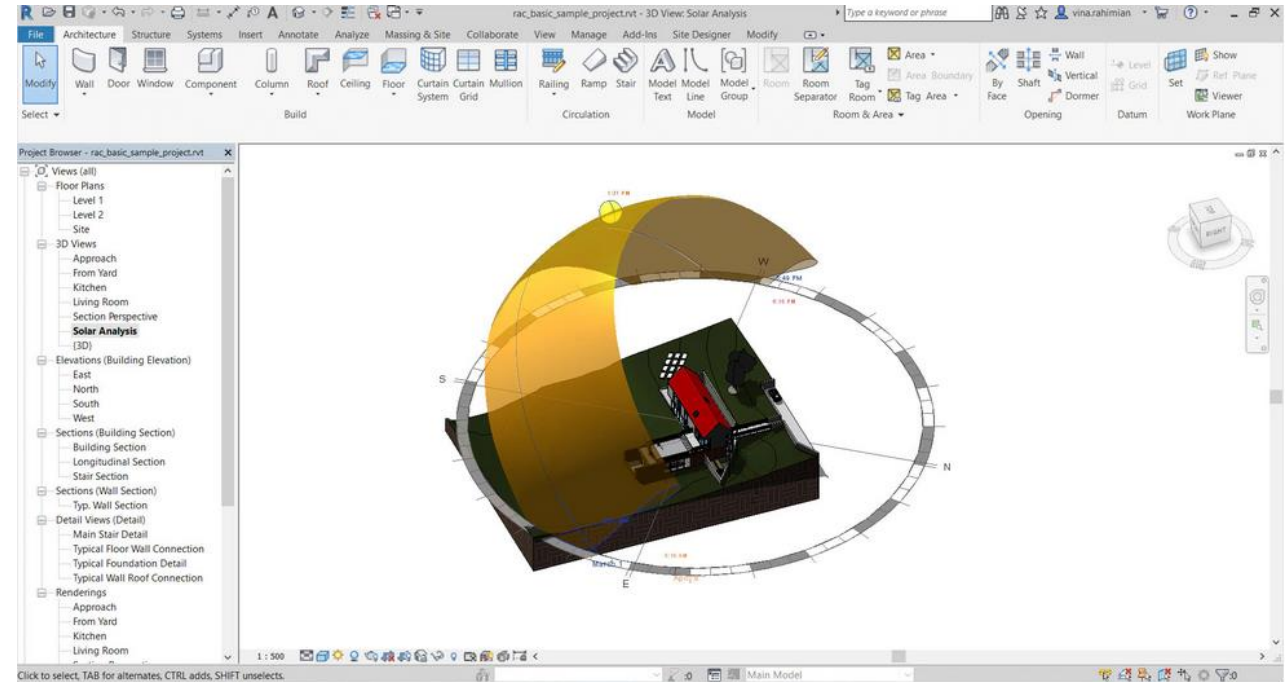 rac_basic_sample_project.rvt - 3D View: Solar Analysis
Type a keyword or phrase
vina.rahimian
File Architecture Structure Systems Insert Annotate Analyze Massing & Site Collaborate View Manage Add-Ins Site Designer Modify
Modify
Wall
Door
Window
Component
Column
Roof
Ceiling
Floor
Curtain System
Curtain Grid
Mullion
Railing
Ramp
Stair
Model Text
Model Line
Model Group
Room
Room Separator
Tag Room
Area
Area Boundary
Tag Area
By Face
Shaft
Wall
Vertical
Dormer
Level
Grid
Set
Show
Ref Plane
Viewer
Select
Build
Circulation
Model
Room & Area
Opening
Datum
Work Plane
Project Browser - rac_basic_sample_project.rvt
Views (all)
Floor Plans
Level 1
Level 2
Site
3D Views
Approach
From Yard
Kitchen
Living Room
Section Perspective
Solar Analysis
{3D}
Elevations (Building Elevation)
East
North
South
West
Sections (Building Section)
Building Section
Longitudinal Section
Stair Section
Sections (Wall Section)
Typ. Wall Section
Detail Views (Detail)
Main Stair Detail
Typical Floor Wall Connection
Typical Foundation Detail
Typical Wall Roof Connection
Renderings
Approach
From Yard
Kitchen
Living Room
W
S
N
E
RIGHT
1 : 500
Click to select, TAB for alternates, CTRL adds, SHIFT unselects.
:0
Main Model
:0